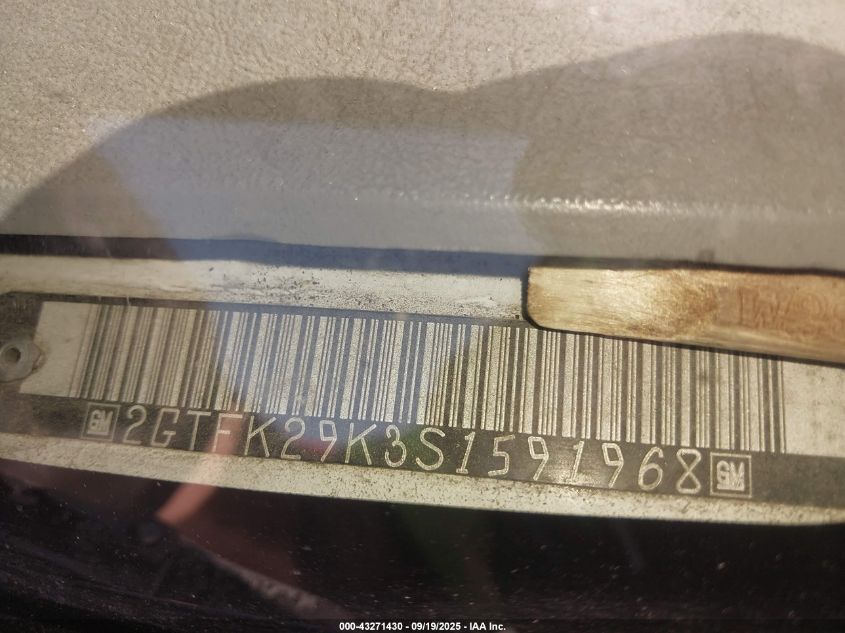 GM 2GTFK29K3S1591968 GM
000-43271430 - 09/19/2025 - IAA Inc.